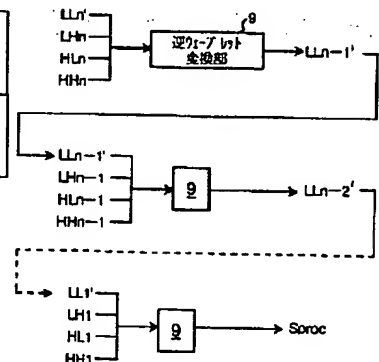 LLn'
LHn
HLn
HHn
9
逆ウェーブレット
変換部
LLn−1'
LLn−1'
LHn−1
HLn−1
HHn−1
9
LLn−2'
LL1'
LH1
HL1
HH1
9
Sproc